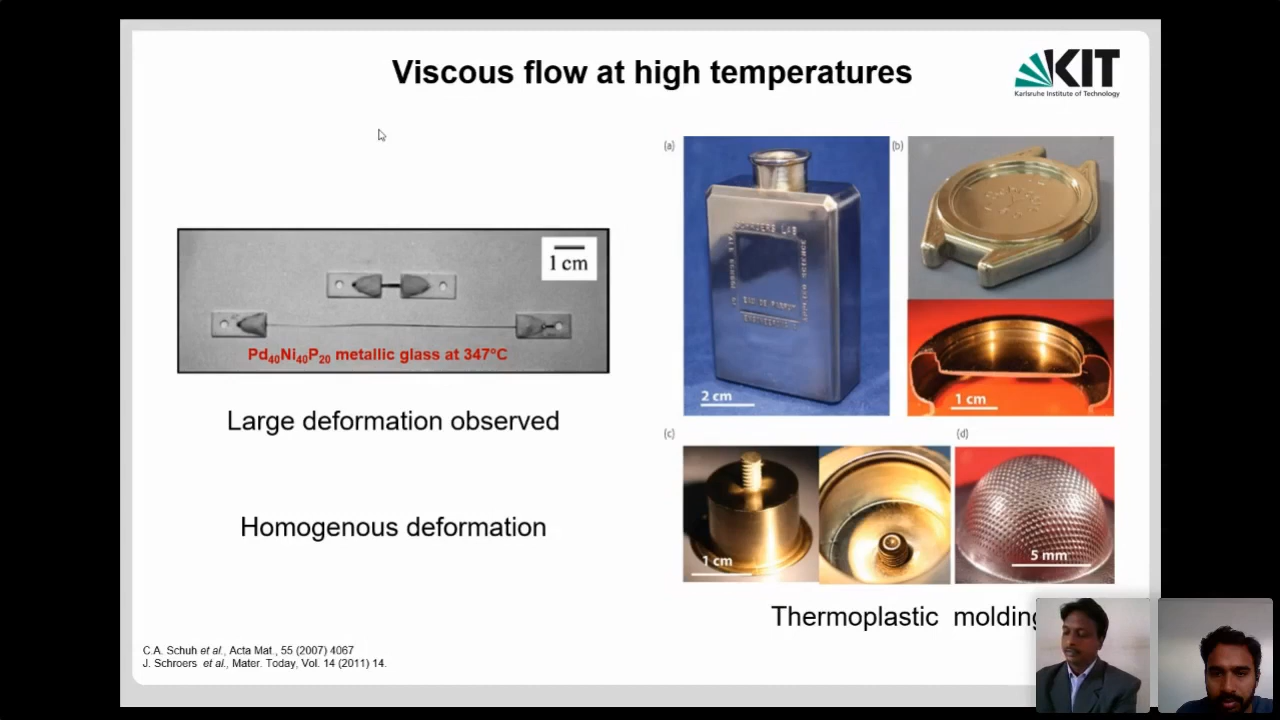 Viscous flow at high temperatures
KIT
Karlsruhe Institute of Technology
1 cm
Pd40Ni40P20 metallic glass at 347°C
Large deformation observed
Homogenous deformation
(a)
2 cm
(b)
1 cm
(c)
1 cm
(d)
5 mm
Thermoplastic molding
C.A. Schuh et al., Acta Mat., 55 (2007) 4067
J. Schroers et al., Mater. Today, Vol. 14 (2011) 14.